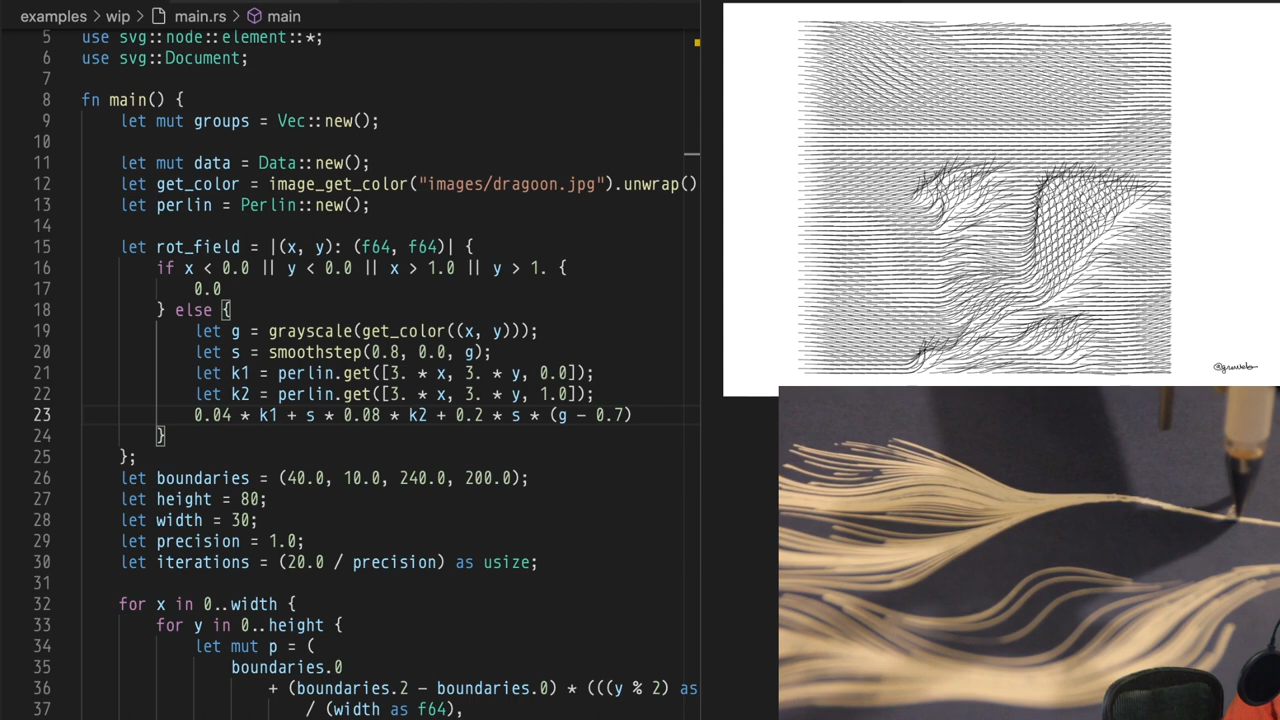 examples › wip › main.rs › main
5 use svg::node::element::*;
6 use svg::Document;
7
8 fn main() {
9 let mut groups = Vec::new();
10
11 let mut data = Data::new();
12 let get_color = image_get_color("images/dragoon.jpg").unwrap()
13 let perlin = Perlin::new();
14
15 let rot_field = |(x, y): (f64, f64)| {
16 if x < 0.0 || y < 0.0 || x > 1.0 || y > 1. {
17 0.0
18 } else {
19 let g = grayscale(get_color((x, y)));
20 let s = smoothstep(0.8, 0.0, g);
21 let k1 = perlin.get([3. * x, 3. * y, 0.0]);
22 let k2 = perlin.get([3. * x, 3. * y, 1.0]);
23 0.04 * k1 + s * 0.08 * k2 + 0.2 * s * (g - 0.7)
24 }
25 };
26 let boundaries = (40.0, 10.0, 240.0, 200.0);
27 let height = 80;
28 let width = 30;
29 let precision = 1.0;
30 let iterations = (20.0 / precision) as usize;
31
32 for x in 0..width {
33 for y in 0..height {
34 let mut p = (
35 boundaries.0
36 + (boundaries.2 - boundaries.0) * (((y % 2) as
37 / (width as f64),
@greweb